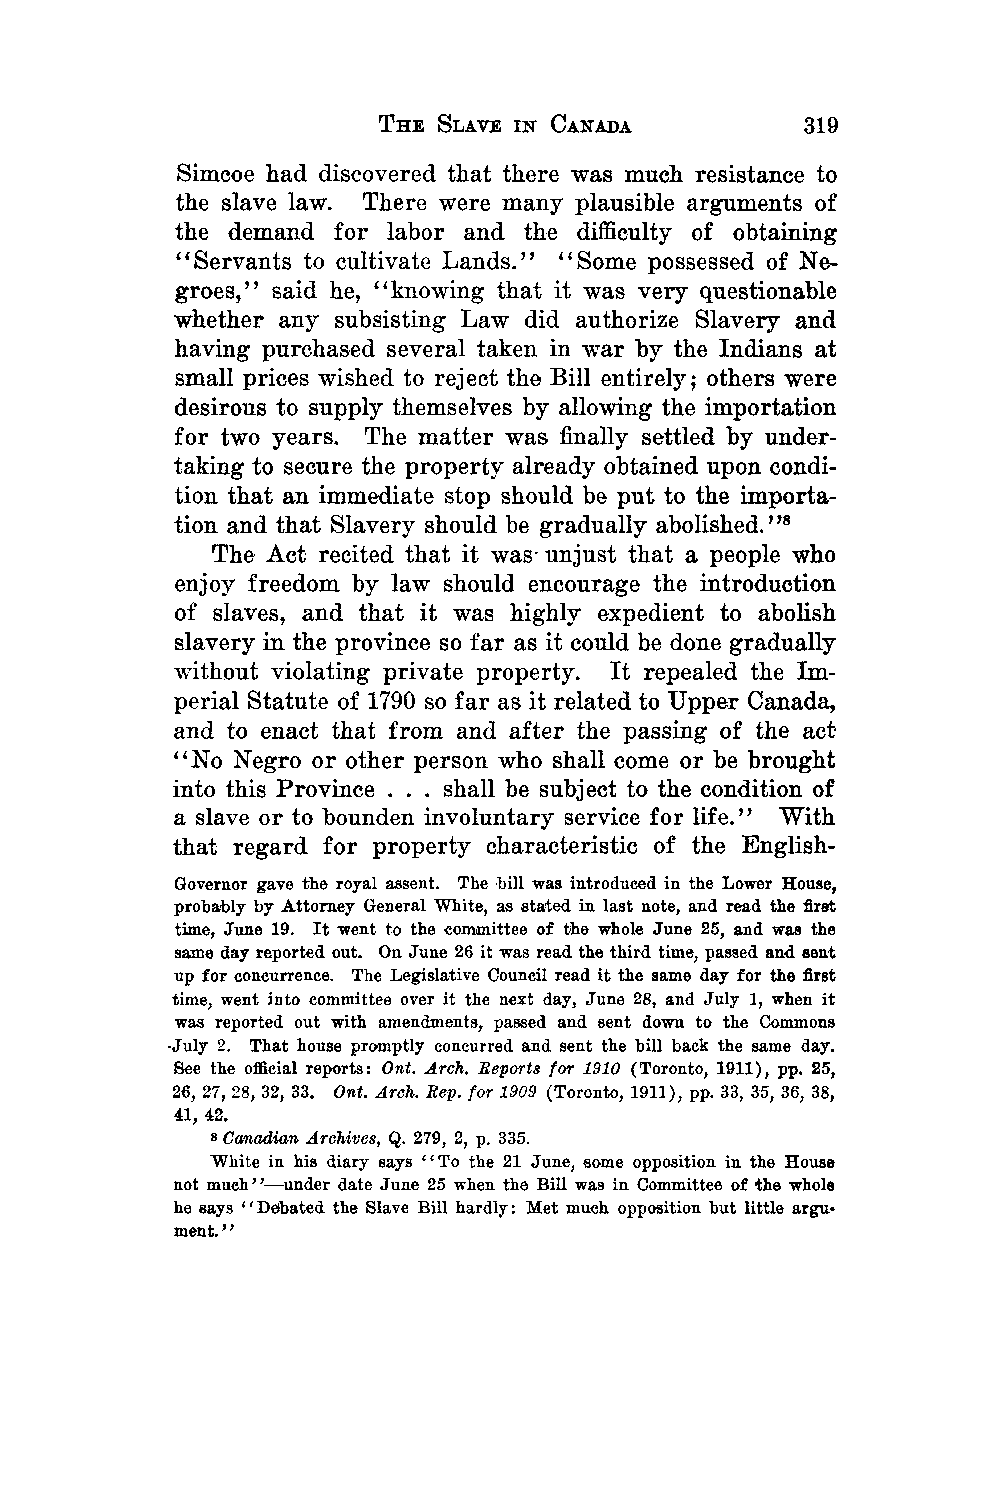 THE SLAVE IN CANADA 319
Simcoe had discovered that there was much resistance to
the slave law. There were many plausible arguments of
the demand for labor and the difficulty of obtaining
‘‘Servants to cultivate Lands.’’ ‘‘Some possessed of Ne-
groes,’’ said he, ‘‘knowing that it was very questionable
whether any subsisting Law did authorize Slavery and
having purchased several taken in war by the Indians at
small prices wished to reject the Bill entirely; others were
desirous to supply themselves by allowing the importation
for two years. The matter was finally settled by under-
taking to secure the property already obtained upon condi-
tion that an immediate stop should be put to the importa-
tion and that Slavery should be gradually abolished.’’⁸
The Act recited that it was unjust that a people who
enjoy freedom by law should encourage the introduction
of slaves, and that it was highly expedient to abolish
slavery in the province so far as it could be done gradually
without violating private property. It repealed the Im-
perial Statute of 1790 so far as it related to Upper Canada,
and to enact that from and after the passing of the act
‘‘No Negro or other person who shall come or be brought
into this Province . . . shall be subject to the condition of
a slave or to bounden involuntary service for life.’’ With
that regard for property characteristic of the English-
Governor gave the royal assent. The bill was introduced in the Lower House,
probably by Attorney General White, as stated in last note, and read the first
time, June 19. It went to the committee of the whole June 25, and was the
same day reported out. On June 26 it was read the third time, passed and sent
up for concurrence. The Legislative Council read it the same day for the first
time, went into committee over it the next day, June 28, and July 1, when it
was reported out with amendments, passed and sent down to the Commons
July 2. That house promptly concurred and sent the bill back the same day.
See the official reports: Ont. Arch. Reports for 1910 (Toronto, 1911), pp. 25,
26, 27, 28, 32, 33. Ont. Arch. Rep. for 1909 (Toronto, 1911), pp. 33, 35, 36, 38,
41, 42.
⁸ Canadian Archives, Q. 279, 2, p. 335.
White in his diary says ‘‘To the 21 June, some opposition in the House
not much’’—under date June 25 when the Bill was in Committee of the whole
he says ‘‘Debated the Slave Bill hardly: Met much opposition but little argu-
ment.’’